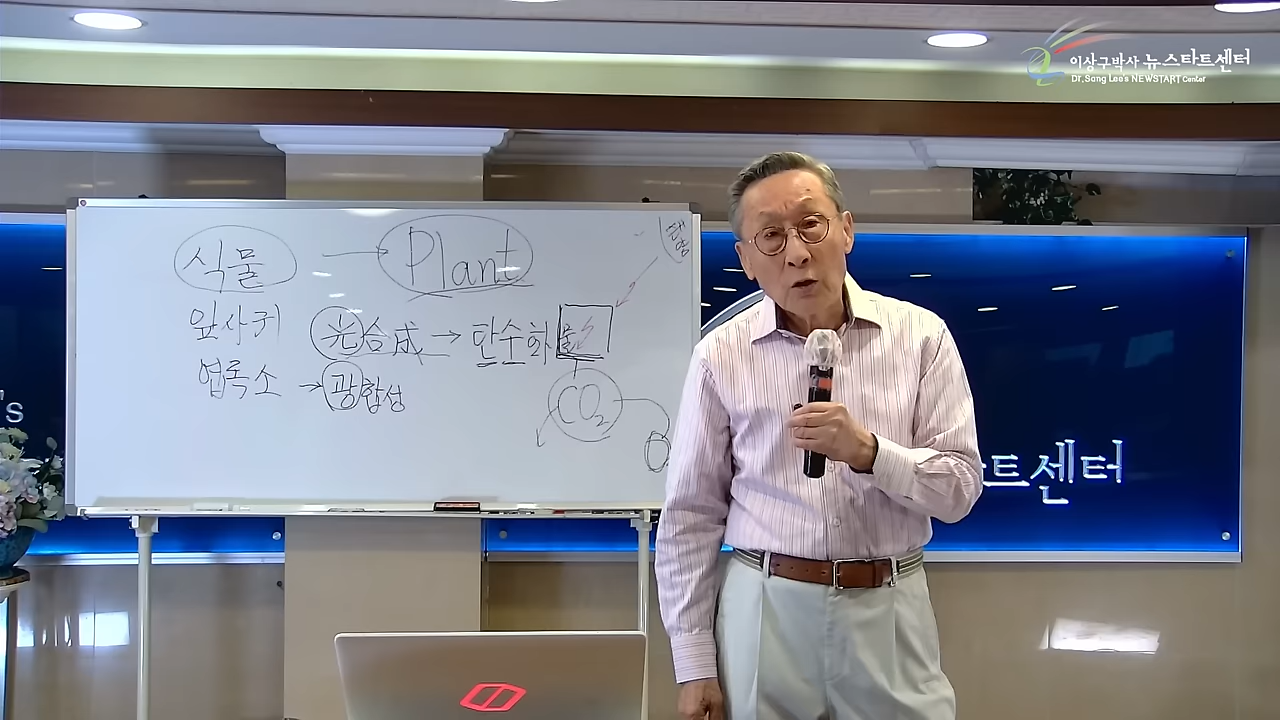 이상구박사 뉴스타트센터
Dr. Sang Lee's NEWSTART Center
식물 → Plant
잎사귀 光合成 → 탄수화물
엽록소 → 광합성
CO₂
's
트센터